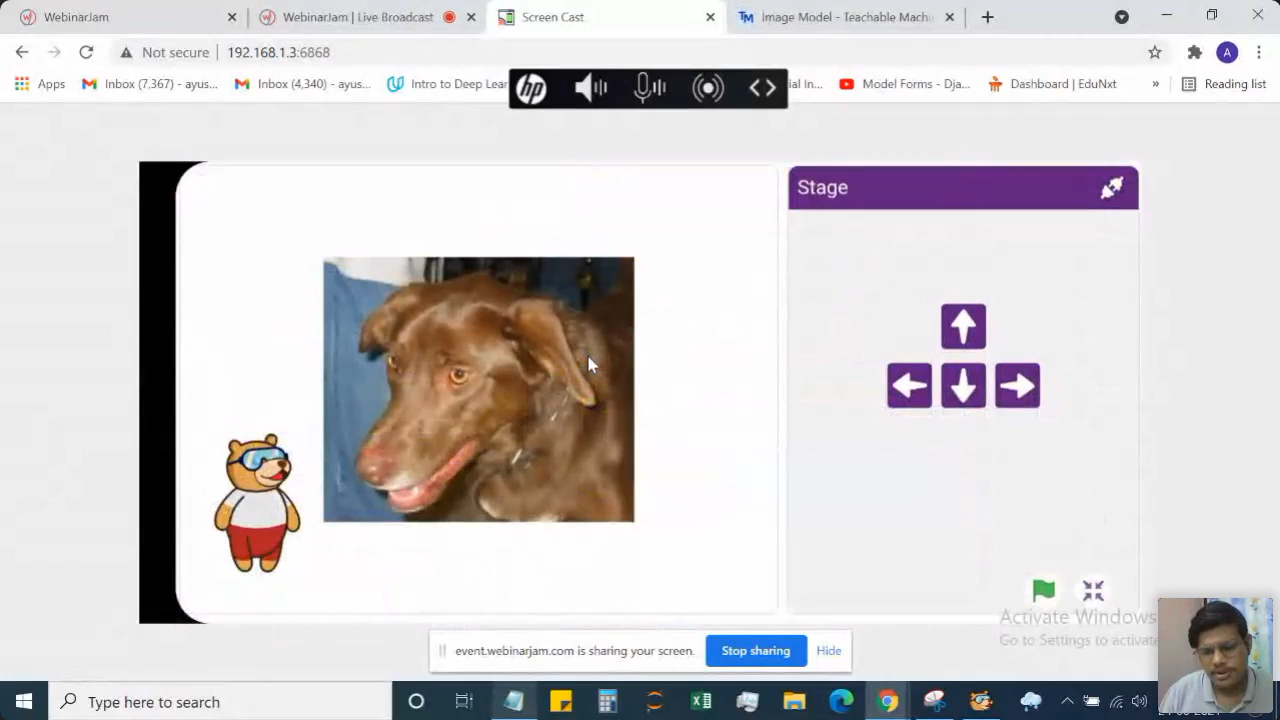 WebinarJam
WebinarJam | Live Broadcast
Screen Cast
Image Model - Teachable Machi
Not secure
192.168.1.3:6868
A
Apps
Inbox (7,367) - ayus...
Inbox (4,340) - ayus...
Intro to Deep Lear
hp
ial In...
Model Forms - Dja...
Dashboard | EduNxt
»
Reading list
Stage
Activate Windows
Go to Settings to activate
event.webinarjam.com is sharing your screen.
Stop sharing
Hide
Type here to search